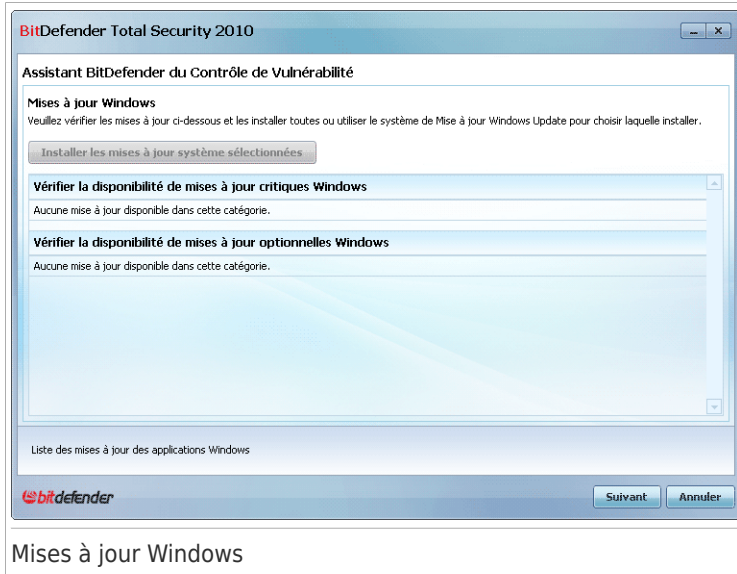 BitDefender Total Security 2010
Assistant BitDefender du Contrôle de Vulnérabilité
Mises à jour Windows
Veuillez vérifier les mises à jour ci-dessous et les installer toutes ou utiliser le système de Mise à jour Windows Update pour choisir laquelle installer.
Installer les mises à jour système sélectionnées
Vérifier la disponibilité de mises à jour critiques Windows
Aucune mise à jour disponible dans cette catégorie.
Vérifier la disponibilité de mises à jour optionnelles Windows
Aucune mise à jour disponible dans cette catégorie.
Liste des mises à jour des applications Windows
bitdefender
Suivant Annuler
Mises à jour Windows